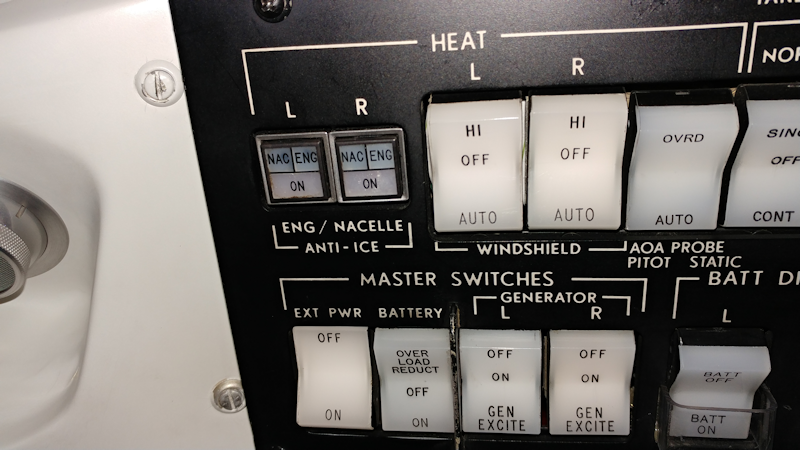 HEAT
L R
L R
HI HI OVRD
OFF OFF OFF
AUTO AUTO AUTO CONT
NAC ENG NAC ENG
ON ON
ENG / NACELLE
ANTI-ICE
WINDSHIELD
AOA PROBE
PITOT STATIC
MASTER SWITCHES
GENERATOR
EXT PWR BATTERY L R
BATT
L
OFF
ON
OVER
LOAD
REDUCT
OFF
ON
OFF
ON
GEN
EXCITE
OFF
ON
GEN
EXCITE
BATT
OFF
BATT
ON